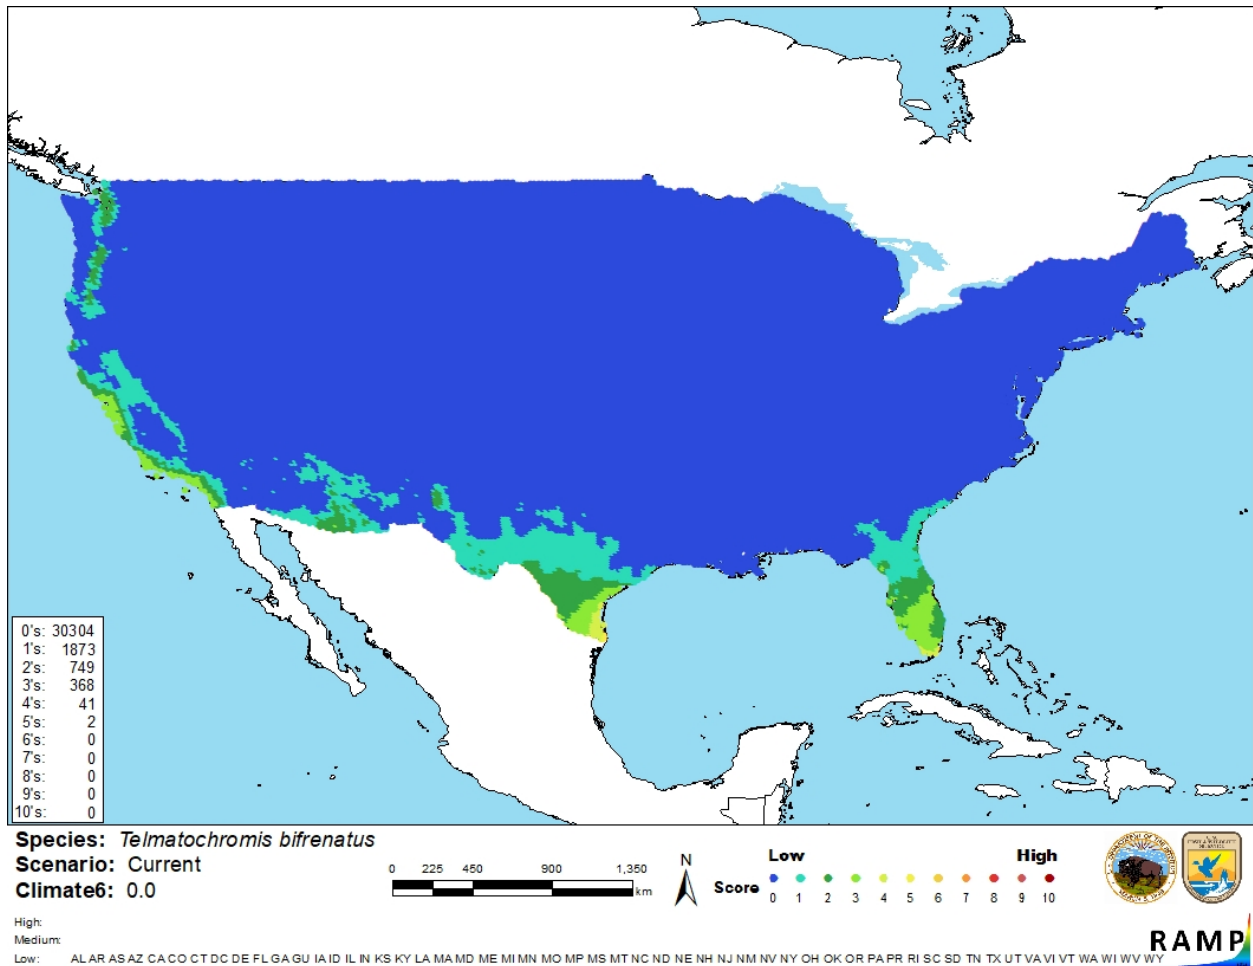 0's: 30304
1's: 1873
2's: 749
3's: 368
4's: 41
5's: 2
6's: 0
7's: 0
8's: 0
9's: 0
10's: 0
Species: Telmatochromis bifrenatus
Scenario: Current
Climate6: 0.0
0 225 450 900 1,350
km
N
Low High
Score
0 1 2 3 4 5 6 7 8 9 10
RAMP
High:
Medium:
Low: AL AR AS AZ CA CO CT DC DE FL GA GU IA ID IL IN KS KY LA MA MD ME MI MN MO MP MS MT NC ND NE NH NJ NM NV NY OH OK OR PA PR RI SC SD TN TX UT VA VI VT WA WI WV WY